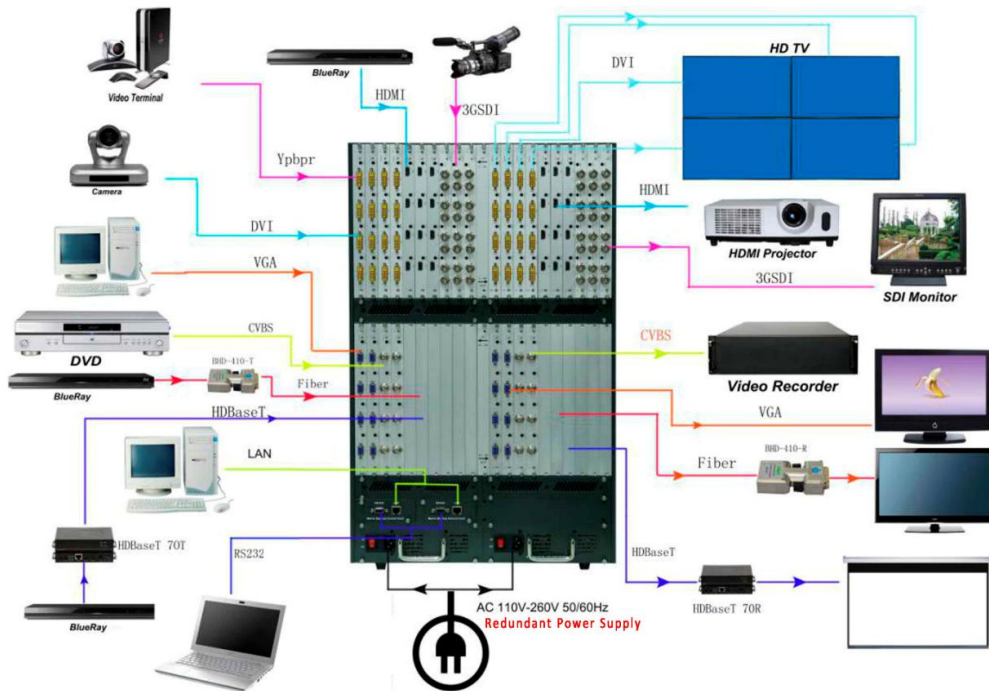 HD TV
BlueRay
DVI
Video Terminal
HDMI
3GSDI
Ypbpr
Camera
HDMI
DVI
HDMI Projector
VGA
3GSDI
SDI Monitor
CVBS
CVBS
DVD
BHD-410-T
Video Recorder
BlueRay
Fiber
HDBaseT
VGA
BHD-410-R
LAN
Fiber
HDBaseT 70T
RS232
HDBaseT
HDBaseT 70R
AC 110V-260V 50/60Hz
Redundant Power Supply
BlueRay